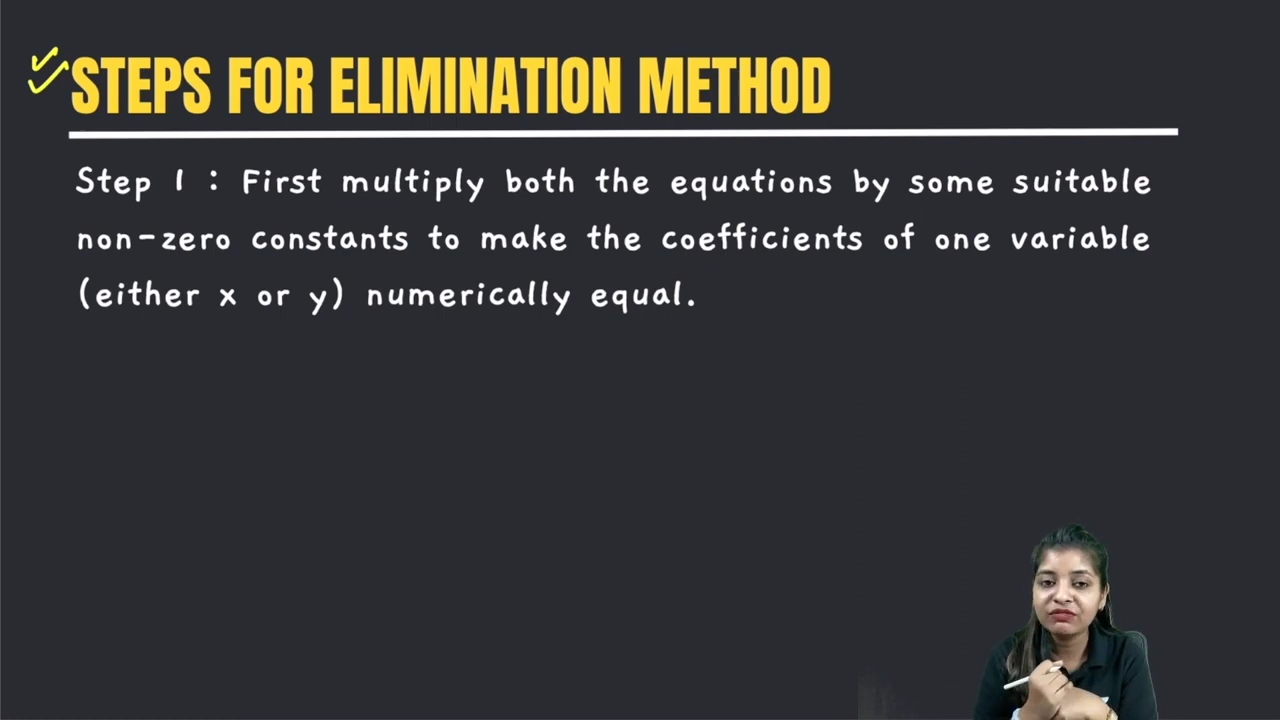 STEPS FOR ELIMINATION METHOD
Step 1 : First multiply both the equations by some suitable
non-zero constants to make the coefficients of one variable
(either x or y) numerically equal.